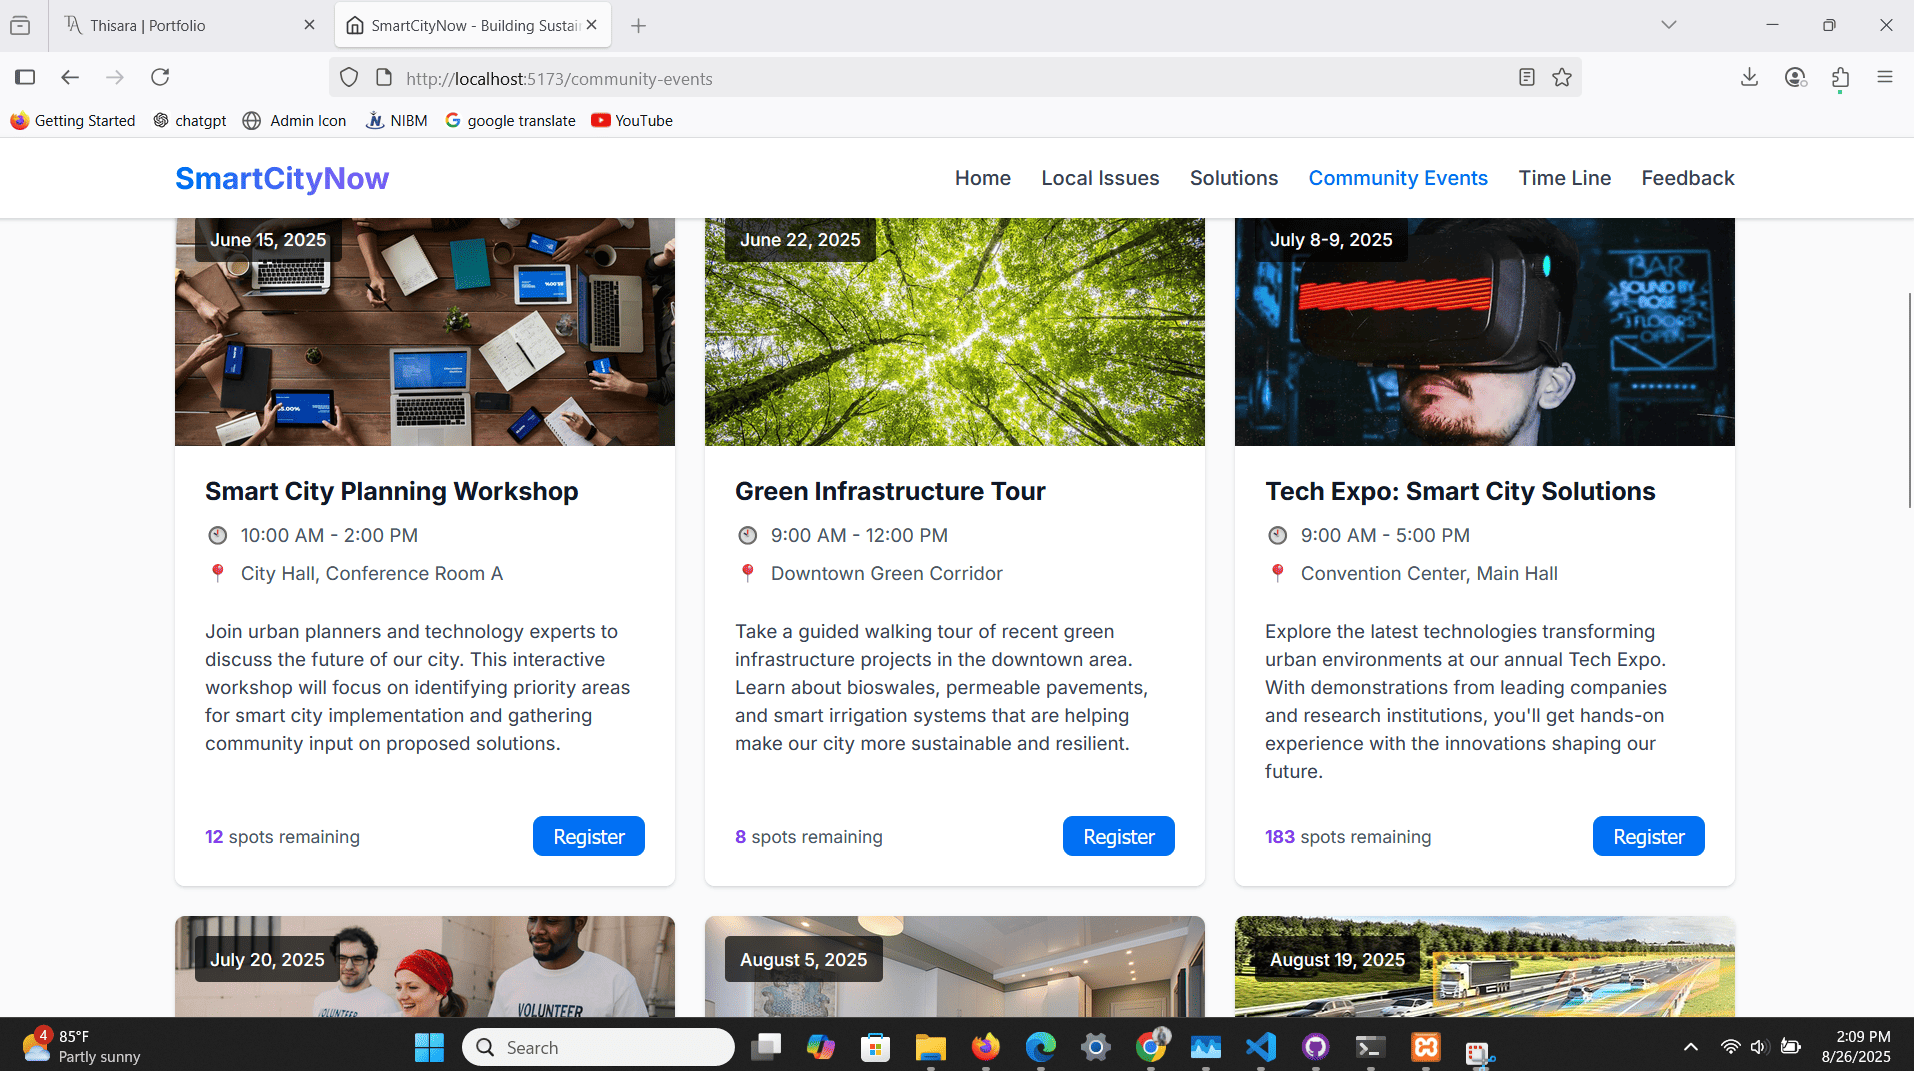 Thisara | Portfolio
SmartCityNow - Building Sustai
http://localhost:5173/community-events
Getting Started
chatgpt
Admin Icon
NIBM
google translate
YouTube
SmartCityNow
Home
Local Issues
Solutions
Community Events
Time Line
Feedback
June 15, 2025
June 22, 2025
July 8-9, 2025
BAR
SOUND BY
BOSE
3 FLOORS
OPEN
Smart City Planning Workshop
10:00 AM - 2:00 PM
City Hall, Conference Room A
Join urban planners and technology experts to
discuss the future of our city. This interactive
workshop will focus on identifying priority areas
for smart city implementation and gathering
community input on proposed solutions.
12 spots remaining
Register
Green Infrastructure Tour
9:00 AM - 12:00 PM
Downtown Green Corridor
Take a guided walking tour of recent green
infrastructure projects in the downtown area.
Learn about bioswales, permeable pavements,
and smart irrigation systems that are helping
make our city more sustainable and resilient.
8 spots remaining
Register
Tech Expo: Smart City Solutions
9:00 AM - 5:00 PM
Convention Center, Main Hall
Explore the latest technologies transforming
urban environments at our annual Tech Expo.
With demonstrations from leading companies
and research institutions, you'll get hands-on
experience with the innovations shaping our
future.
183 spots remaining
Register
July 20, 2025
VOLUNTEER
August 5, 2025
August 19, 2025
4
85°F
Partly sunny
Search
2:09 PM
8/26/2025